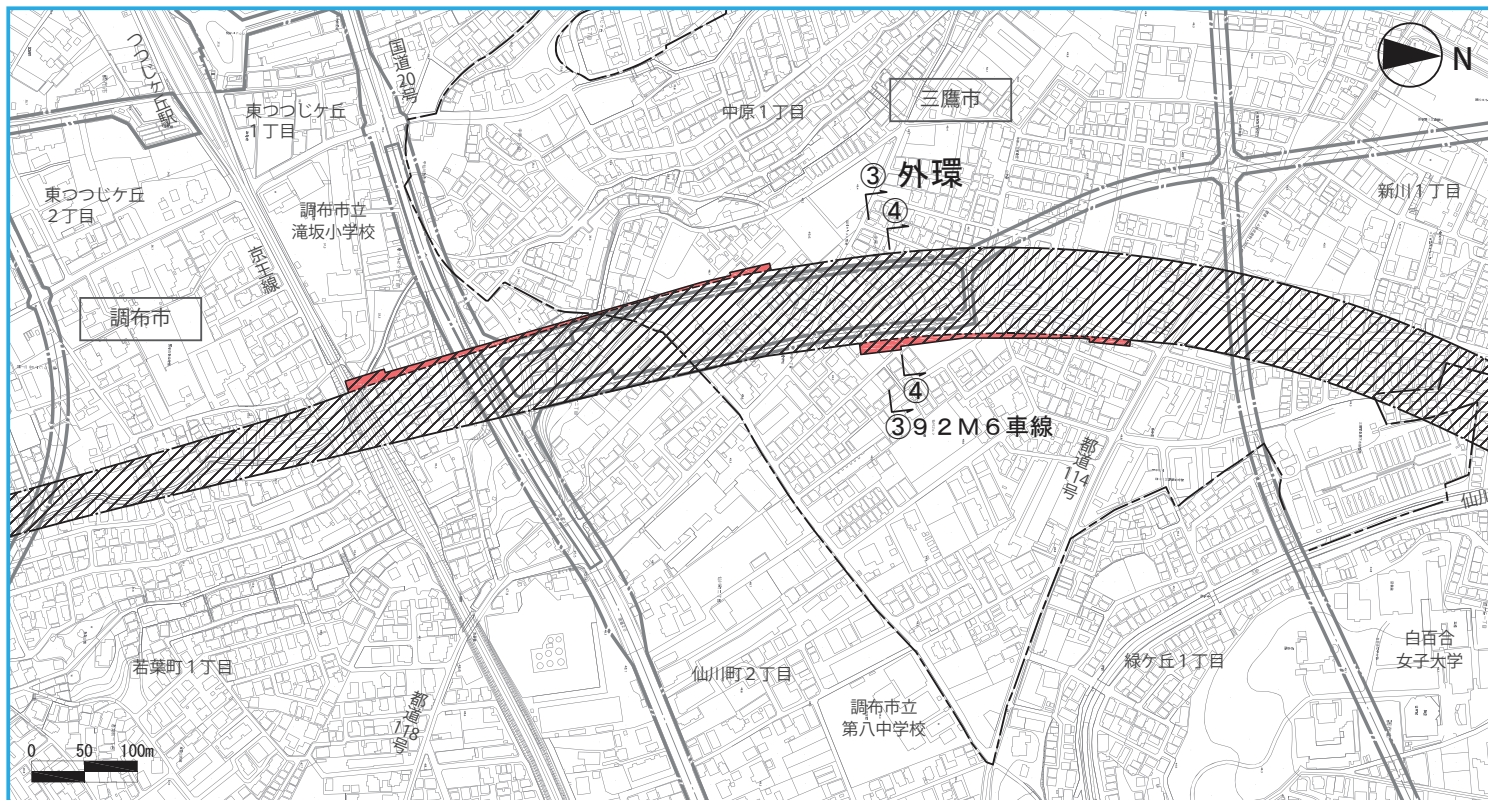 つつじケ丘駅
国道20号
N
三鷹市
東つつじケ丘
1丁目
中原1丁目
③ 外環
④
東つつじケ丘
2丁目
新川1丁目
調布市立
滝坂小学校
京王線
調布市
④
③92M6車線
都道114号
仙川
白百合
女子大学
若葉町1丁目
緑ケ丘1丁目
仙川町2丁目
都道118号
調布市立
第八中学校
0 50 100m